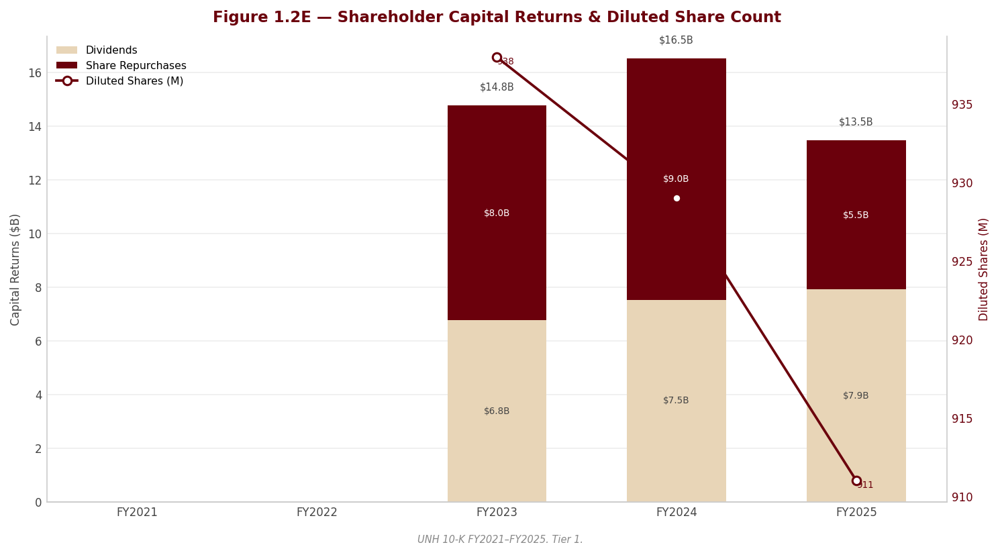 Figure 1.2E — Shareholder Capital Returns & Diluted Share Count
Dividends
Share Repurchases
Diluted Shares (M)
Capital Returns ($B)
16
14
12
10
8
6
4
2
0
938
$14.8B
$8.0B
$6.8B
$16.5B
$9.0B
$7.5B
$13.5B
$5.5B
$7.9B
911
935
930
925
920
915
910
Diluted Shares (M)
FY2021
FY2022
FY2023
FY2024
FY2025
UNH 10-K FY2021–FY2025. Tier 1.